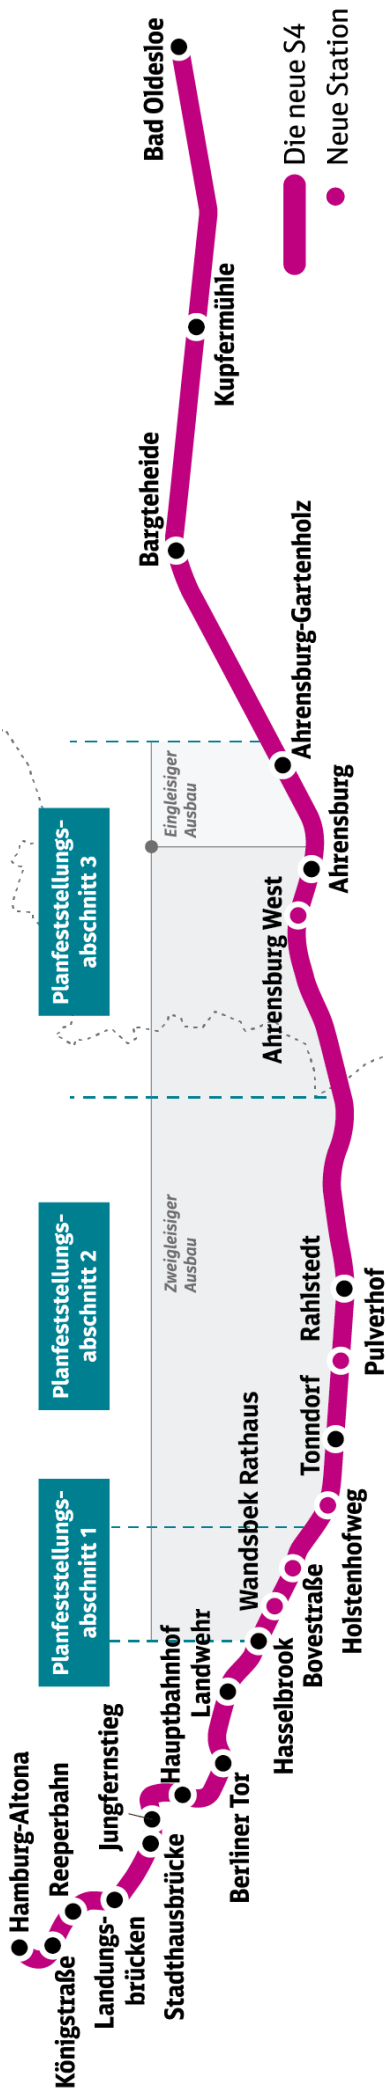 Hamburg-Altona
Königstraße
Reeperbahn
Landungs-
brücken
Stadthausbrücke
Jungfernstieg
Hauptbahnhof
Berliner Tor
Landwehr
Hasselbrook
Wandsbek Rathaus
Bovestraße
Holstenhofweg
Tonndorf
Pulverhof
Rahlstedt
Ahrensburg West
Ahrensburg
Ahrensburg-Gartenholz
Bargteheide
Kupfermühle
Bad Oldesloe
Planfeststellungs-
abschnitt 1
Planfeststellungs-
abschnitt 2
Planfeststellungs-
abschnitt 3
Zweigleisiger
Ausbau
Eingleisiger
Ausbau
Die neue S4
Neue Station